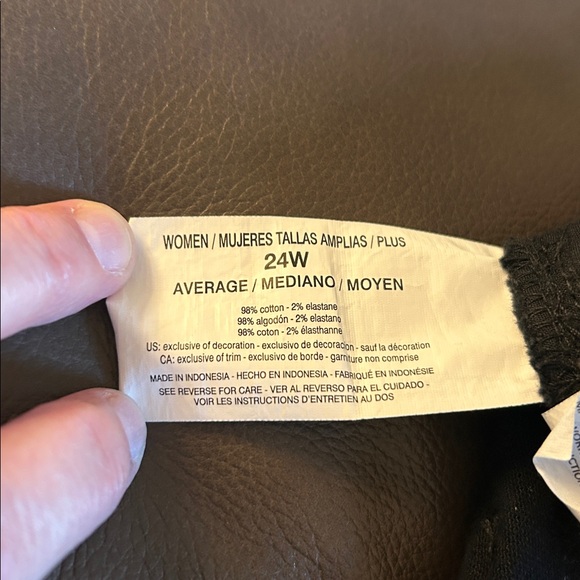 WOMEN / MUJERES TALLAS AMPLIAS / PLUS
24W
AVERAGE / MEDIANO / MOYEN
98% cotton - 2% elastane
98% algodón - 2% elastano
98% coton - 2% élasthanne
US: exclusive of decoration - exclusivo de decoracion - sauf la décoration
CA: exclusive of trim - exclusivo de borde - garniture non comprise
MADE IN INDONESIA - HECHO EN INDONESIA - FABRIQUÉ EN INDONÉSIE
SEE REVERSE FOR CARE - VER AL REVERSO PARA EL CUIDADO -
VOIR LES INSTRUCTIONS D'ENTRETIEN AU DOS